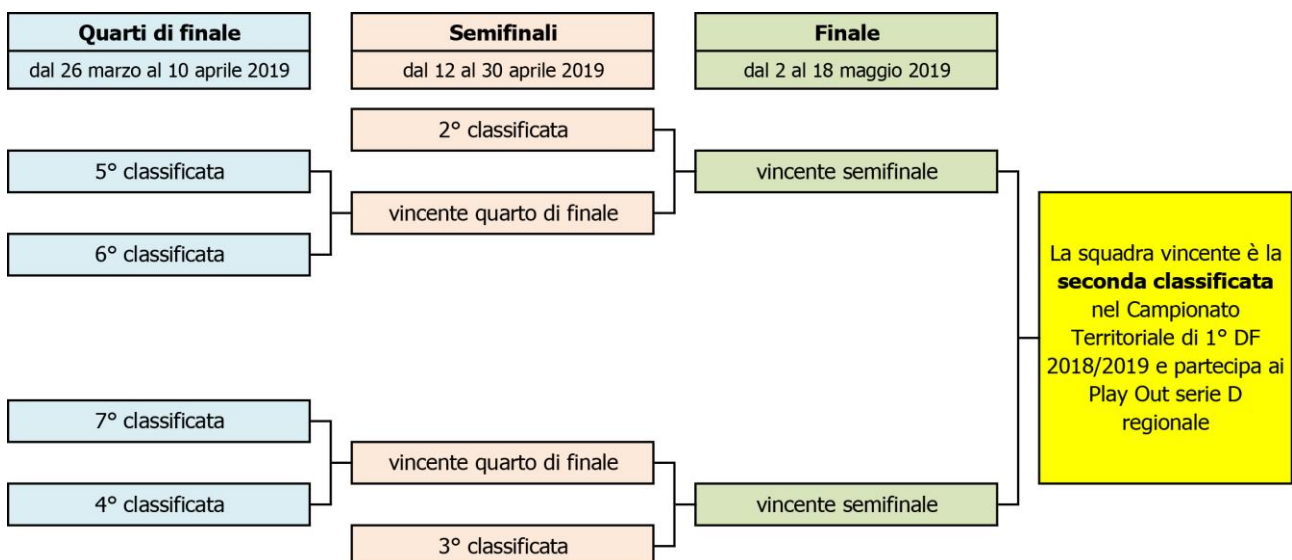 Quarti di finale
dal 26 marzo al 10 aprile 2019
Semifinali
dal 12 al 30 aprile 2019
Finale
dal 2 al 18 maggio 2019
2° classificata
5° classificata
vincente semifinale
vincente quarto di finale
6° classificata
La squadra vincente è la
seconda classificata
nel Campionato
Territoriale di 1° DF
2018/2019 e partecipa ai
Play Out serie D
regionale
7° classificata
vincente quarto di finale
4° classificata
vincente semifinale
3° classificata